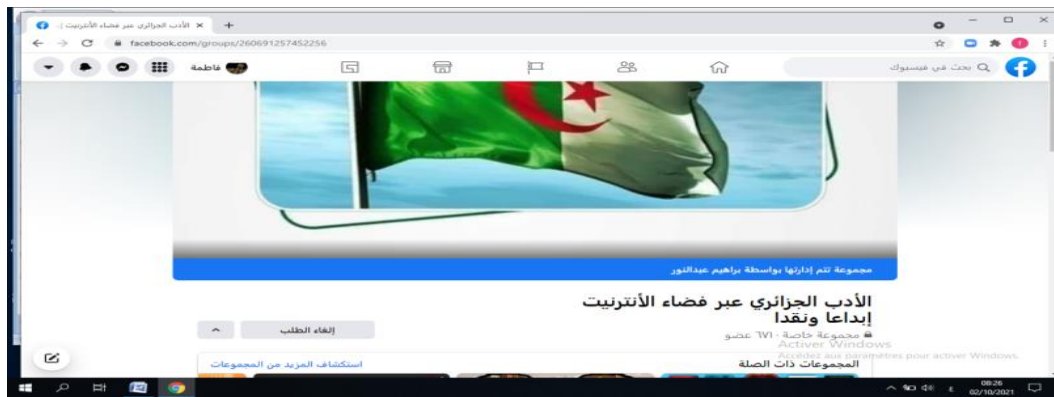 الأدب الجزائري عبر فضاء الأنترنيت |
facebook.com/groups/260691257452256
بحث في فيسبوك
فاطمة
مجموعة تتم إدارتها بواسطة براهيم عبدالنور
الأدب الجزائري عبر فضاء الأنترنيت
إبداعا ونقدا
مجموعة خاصة · ٦٧١ عضو
إلغاء الطلب
Activer Windows
Accédez aux paramètres pour activer Windows.
المجموعات ذات الصلة
استكشاف المزيد من المجموعات
08:26
02/10/2021